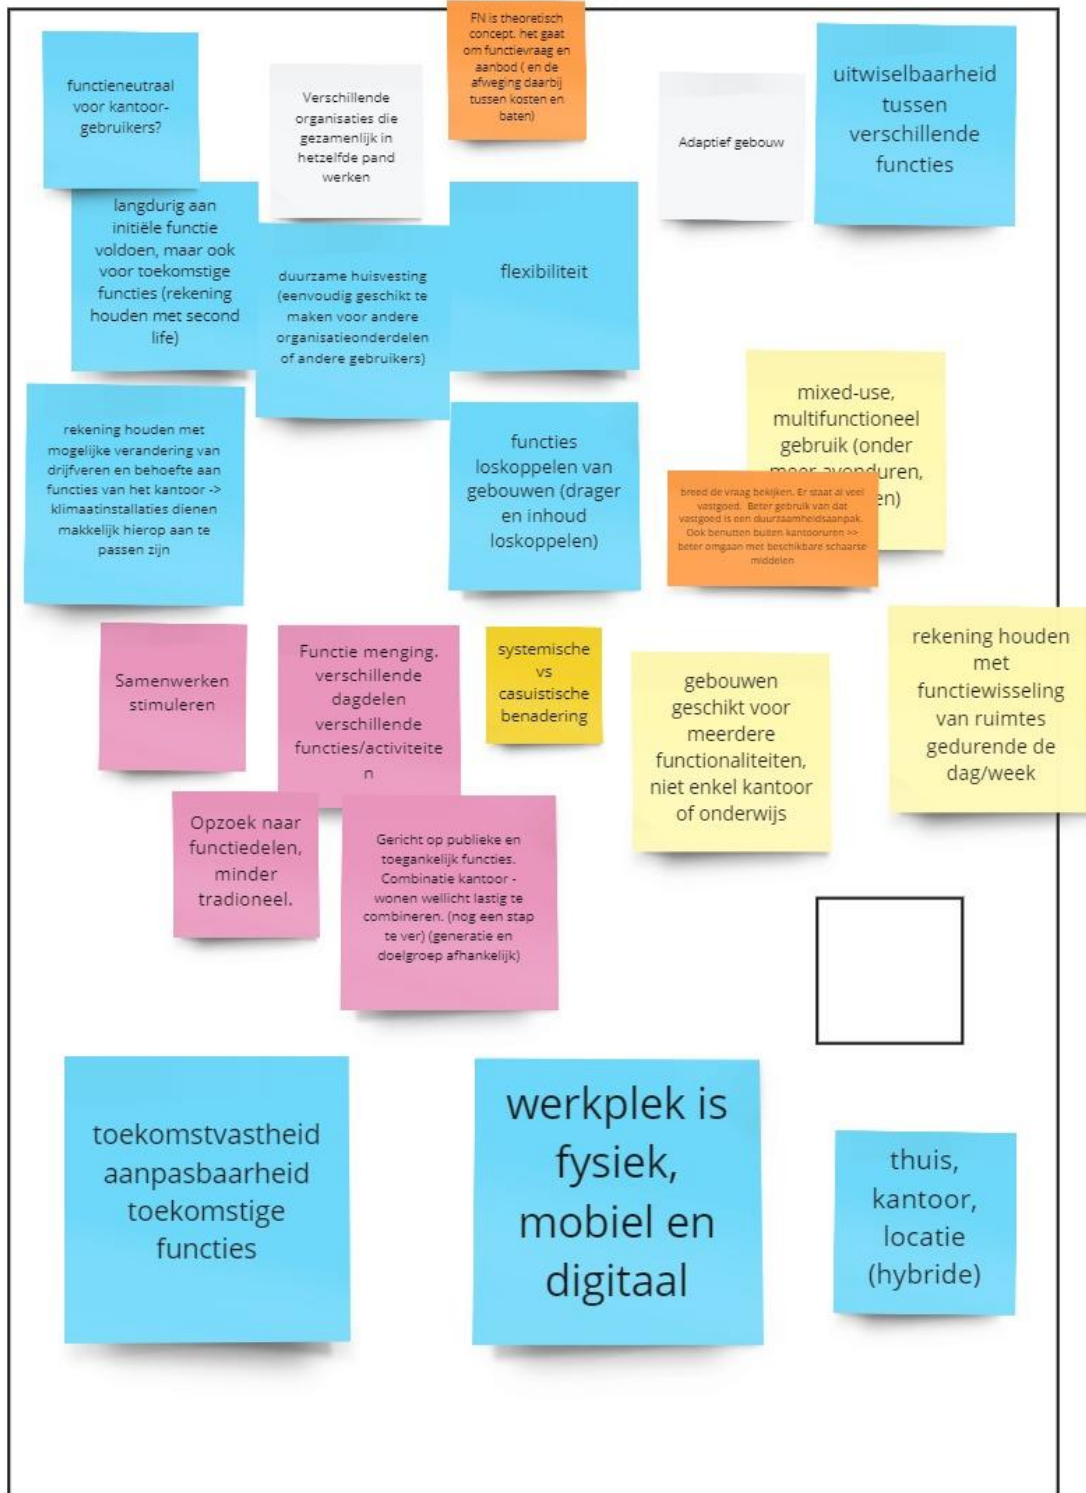 functieneutraal
voor kantoor-
gebruikers?
Verschillende
organisaties die
gezamenlijk in
hetzelfde pand
werken
FN is theoretisch
concept. het gaat
om functievraag en
aanbod ( en de
afweging daarbij
tussen kosten en
baten)
Adaptief gebouw
uitwiselbaarheid
tussen
verschillende
functies
langdurig aan
initiële functie
voldoen, maar ook
voor toekomstige
functies (rekening
houden met second
life)
duurzame huisvesting
(eenvoudig geschikt te
maken voor andere
organisatieonderdelen
of andere gebruikers)
flexibiliteit
rekening houden met
mogelijke verandering van
drijfveren en behoefte aan
functies van het kantoor ->
klimaatinstallaties dienen
makkelijk hierop aan te
passen zijn
functies
loskoppelen van
gebouwen (drager
en inhoud
loskoppelen)
mixed-use,
multifunctioneel
gebruik (onder
meer avonduren,
en)
breed de vraag bekijken. Er staat al veel
vastgoed. Beter gebruik van dat
vastgoed is een duurzaamheidsaanpak.
Ook benutten buiten kantooruren >>
beter omgaan met beschikbare schaarse
middelen
Samenwerken
stimuleren
Functie menging.
verschillende
dagdelen
verschillende
functies/activiteite
n
systemische
vs
casuistische
benadering
gebouwen
geschikt voor
meerdere
functionaliteiten,
niet enkel kantoor
of onderwijs
rekening houden
met
functiewisseling
van ruimtes
gedurende de
dag/week
Opzoek naar
functiedelen,
minder
tradioneel.
Gericht op publieke en
toegankelijk functies.
Combinatie kantoor -
wonen wellicht lastig te
combineren. (nog een stap
te ver) (generatie en
doelgroep afhankelijk)
toekomstvastheid
aanpasbaarheid
toekomstige
functies
werkplek is
fysiek,
mobiel en
digitaal
thuis,
kantoor,
locatie
(hybride)